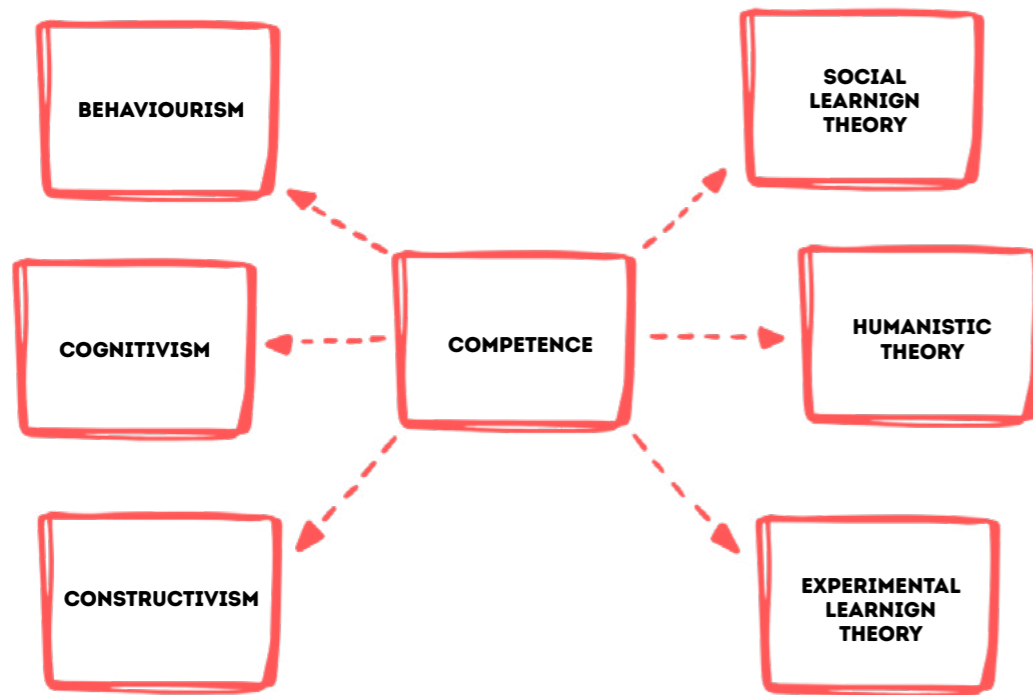 BEHAVIOURISM
SOCIAL
LEARNIGN
THEORY
COGNITIVISM
COMPETENCE
HUMANISTIC
THEORY
CONSTRUCTIVISM
EXPERIMENTAL
LEARNIGN
THEORY